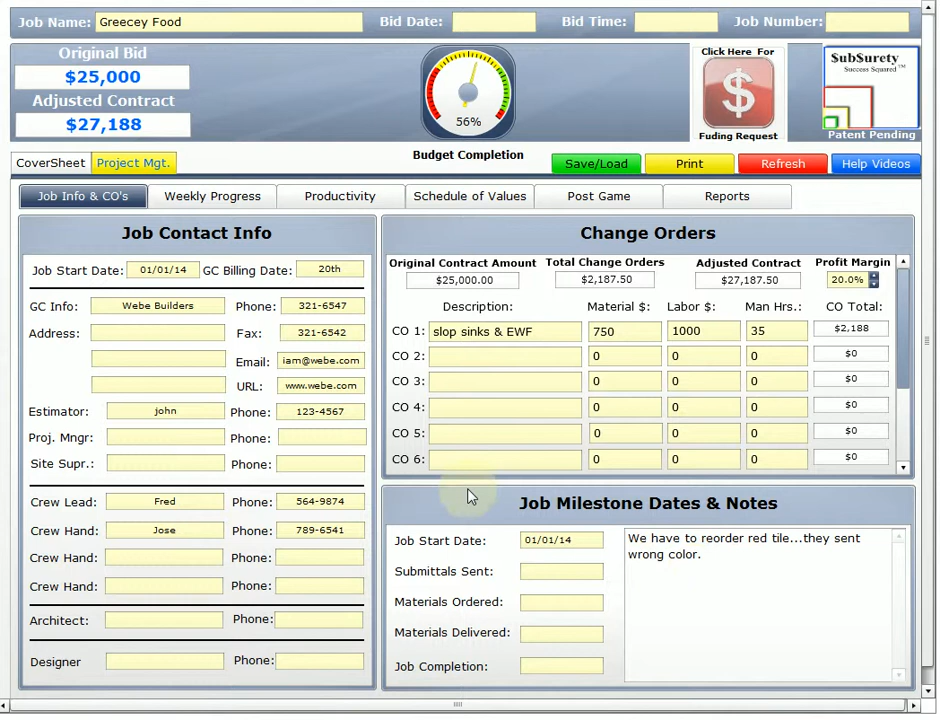 Job Name: Greecey Food Bid Date: Bid Time: Job Number:
Original Bid
$25,000
Adjusted Contract
$27,188
56%
Budget Completion
Click Here For
$
Fuding Request
SubSurety
Success Squared™
Patent Pending
CoverSheet Project Mgt. Save/Load Print Refresh Help Videos
Job Info & CO's Weekly Progress Productivity Schedule of Values Post Game Reports
Job Contact Info
Job Start Date: 01/01/14 GC Billing Date: 20th
GC Info: Webe Builders Phone: 321-6547
Address: Fax: 321-6542
Email: iam@webe.com
URL: www.webe.com
Estimator: john Phone: 123-4567
Proj. Mngr: Phone:
Site Supr.: Phone:
Crew Lead: Fred Phone: 564-9874
Crew Hand: Jose Phone: 789-6541
Crew Hand: Phone:
Crew Hand: Phone:
Architect: Phone:
Designer Phone:
Change Orders
Original Contract Amount Total Change Orders Adjusted Contract Profit Margin
$25,000.00 $2,187.50 $27,187.50 20.0%
Description: Material $: Labor $: Man Hrs.: CO Total:
CO 1: slop sinks & EWF 750 1000 35 $2,188
CO 2: 0 0 0 $0
CO 3: 0 0 0 $0
CO 4: 0 0 0 $0
CO 5: 0 0 0 $0
CO 6: 0 0 0 $0
Job Milestone Dates & Notes
Job Start Date: 01/01/14
Submittals Sent:
Materials Ordered:
Materials Delivered:
Job Completion:
We have to reorder red tile...they sent
wrong color.